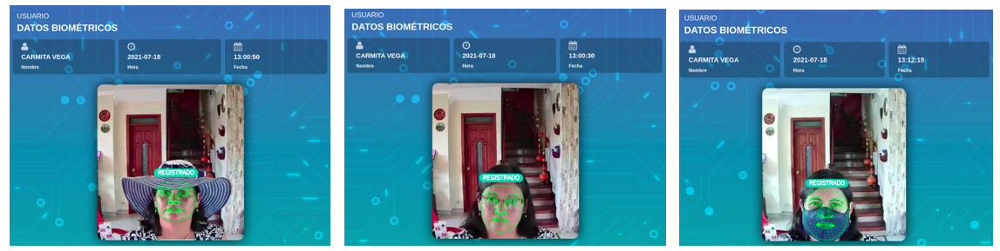 USUARIO
DATOS BIOMÉTRICOS
CARMITA VEGA
Nombre
2021-07-18
Hora
13:00:50
Fecha
REGISTRADO
USUARIO
DATOS BIOMÉTRICOS
CARMITA VEGA
Nombre
2021-07-18
Hora
13:00:30
Fecha
REGISTRADO
USUARIO
DATOS BIOMÉTRICOS
CARMITA VEGA
Nombre
2021-07-18
Hora
13:12:19
Fecha
REGISTRADO